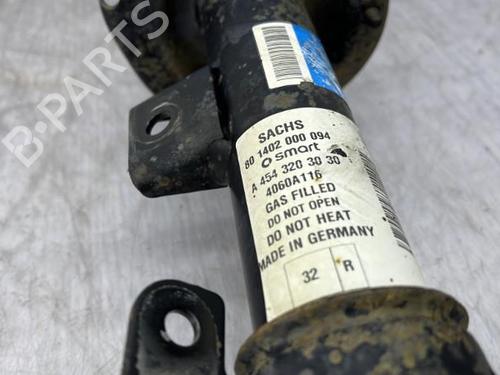 B-Parts
SACHS
80 1402 000 094
smart
A 454 320 30 30
4060A116
GAS FILLED
DO NOT OPEN
DO NOT HEAT
MADE IN GERMANY
32 R